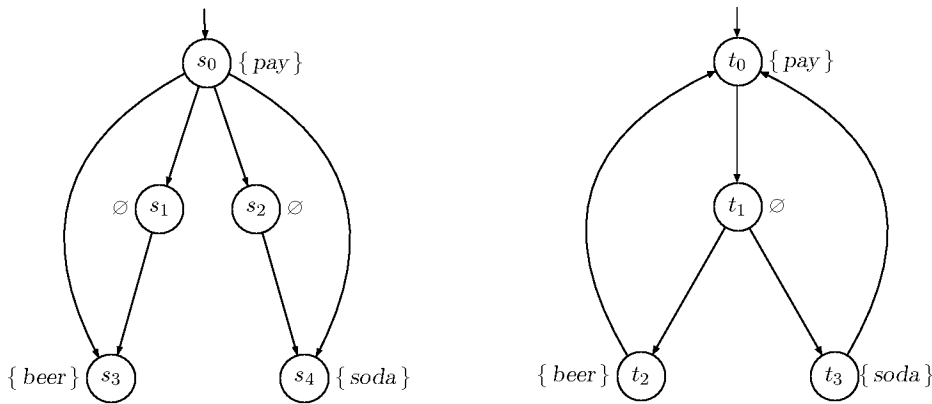 s0 { pay }
t0 { pay }
∅ s1 s2 ∅
t1 ∅
{ beer } s3 s4 { soda }
{ beer } t2 t3 { soda }